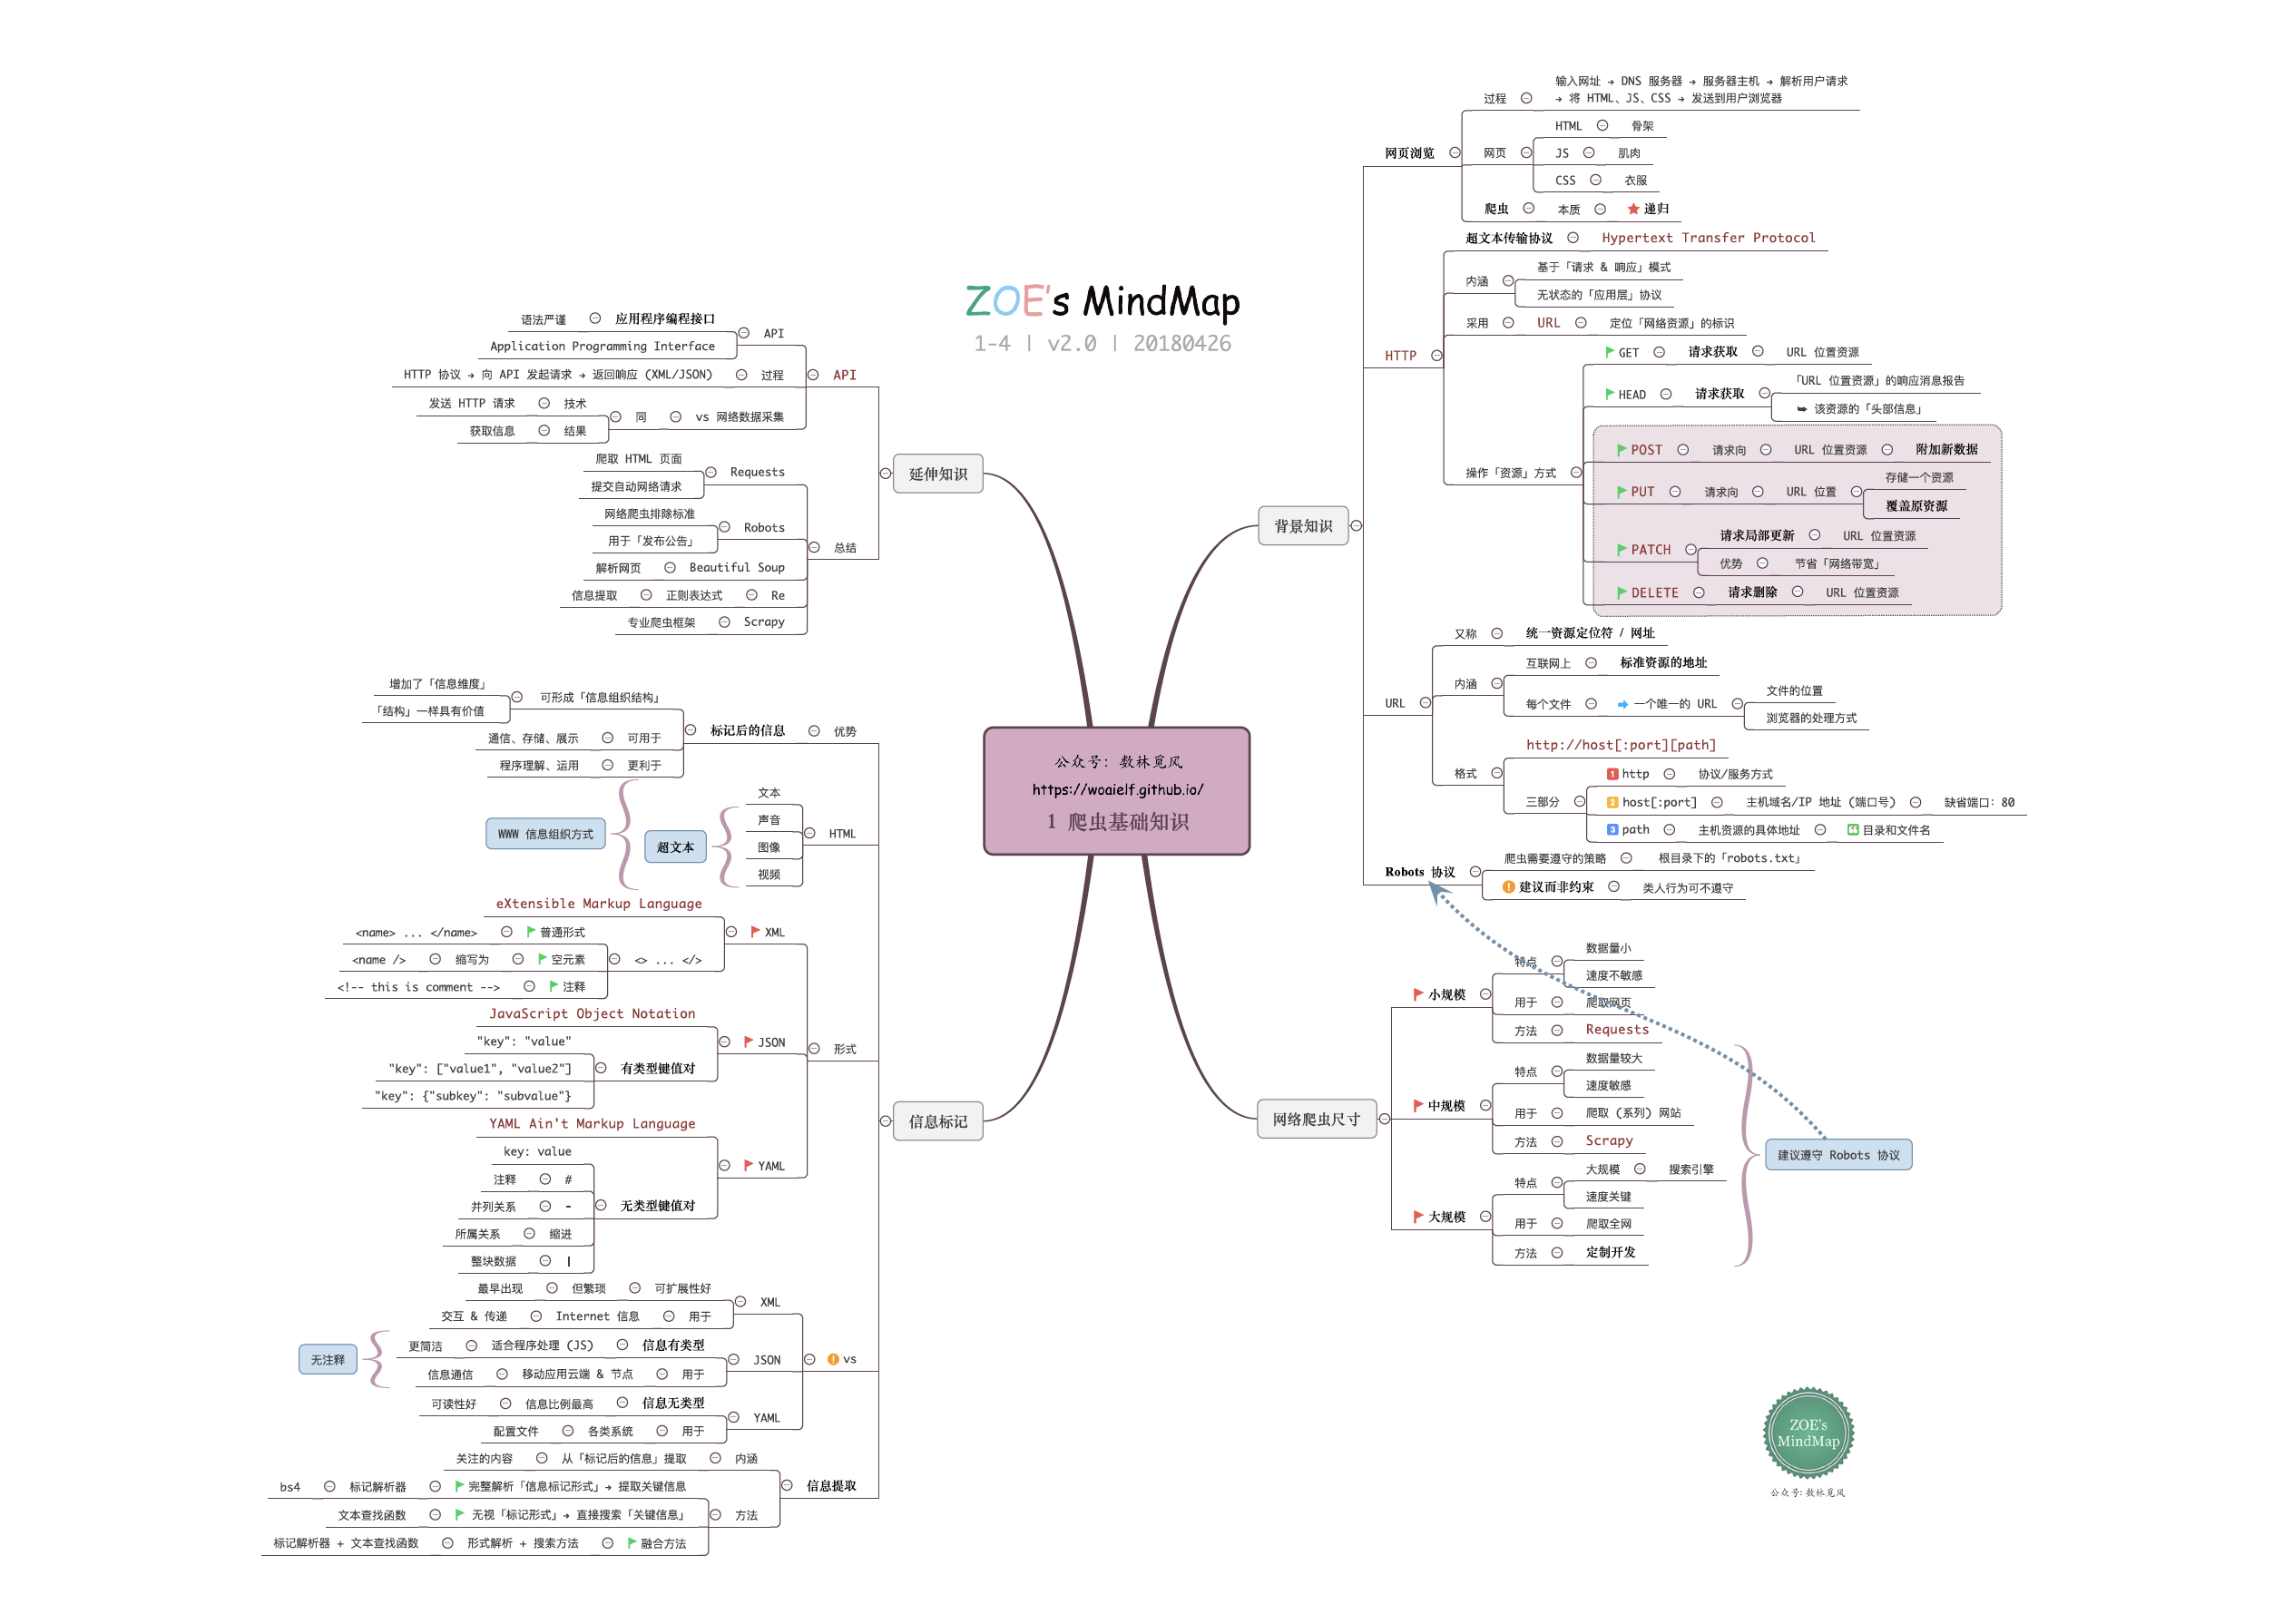 ZOE's MindMap
1-4 | v2.0 | 20180426
公众号：数林觅风
https://woaielf.github.io/
1 爬虫基础知识
背景知识
网页浏览
过程
输入网址 → DNS 服务器 → 服务器主机 → 解析用户请求
→ 将 HTML、JS、CSS → 发送到用户浏览器
网页
HTML 骨架
JS 肌肉
CSS 衣服
爬虫 本质 递归
HTTP
超文本传输协议 Hypertext Transfer Protocol
内涵
基于「请求 & 响应」模式
无状态的「应用层」协议
采用 URL 定位「网络资源」的标识
操作「资源」方式
GET 请求获取 URL 位置资源
HEAD 请求获取
「URL 位置资源」的响应消息报告
➥ 该资源的「头部信息」
POST 请求向 URL 位置资源 附加新数据
PUT 请求向 URL 位置
存储一个资源
覆盖原资源
PATCH
请求局部更新 URL 位置资源
优势 节省「网络带宽」
DELETE 请求删除 URL 位置资源
URL
又称 统一资源定位符 / 网址
内涵
互联网上 标准资源的地址
每个文件 一个唯一的 URL
文件的位置
浏览器的处理方式
格式
http://host[:port][path]
三部分
1 http 协议/服务方式
2 host[:port] 主机域名/IP 地址（端口号） 缺省端口：80
3 path 主机资源的具体地址 目录和文件名
Robots 协议
爬虫需要遵守的策略 根目录下的「robots.txt」
建议而非约束 类人行为可不遵守
网络爬虫尺寸
小规模
特点
数据量小
速度不敏感
用于 爬取网页
方法 Requests
中规模
特点
数据量较大
速度敏感
用于 爬取（系列）网站
方法 Scrapy
大规模
特点
大规模 搜索引擎
速度关键
用于 爬取全网
方法 定制开发
建议遵守 Robots 协议
延伸知识
API
API
语法严谨 应用程序编程接口
Application Programming Interface
HTTP 协议 → 向 API 发起请求 → 返回响应（XML/JSON） 过程
vs 网络数据采集
同
发送 HTTP 请求 技术
获取信息 结果
总结
Requests
爬取 HTML 页面
提交自动网络请求
Robots
网络爬虫排除标准
用于「发布公告」
解析网页 Beautiful Soup
信息提取 正则表达式 Re
专业爬虫框架 Scrapy
信息标记
标记后的信息 优势
可形成「信息组织结构」
增加了「信息维度」
「结构」一样具有价值
通信、存储、展示 可用于
程序理解、运用 更利于
HTML
文本
声音
图像
视频
超文本
WWW 信息组织方式
形式
XML
eXtensible Markup Language
<> ... </>
<name> ... </name> 普通形式
<name /> 缩写为 空元素
<!-- this is comment --> 注释
JSON
JavaScript Object Notation
有类型键值对
"key": "value"
"key": ["value1", "value2"]
"key": {"subkey": "subvalue"}
YAML
YAML Ain't Markup Language
无类型键值对
key: value
注释 #
并列关系 -
所属关系 缩进
整块数据 |
vs
XML
最早出现 但繁琐 可扩展性好
交互 & 传递 Internet 信息 用于
JSON
更简洁 适合程序处理（JS） 信息有类型
信息通信 移动应用云端 & 节点 用于
无注释
YAML
可读性好 信息比例最高 信息无类型
配置文件 各类系统 用于
信息提取
关注的内容 从「标记后的信息」提取 内涵
方法
bs4 标记解析器 完整解析「信息标记形式」→ 提取关键信息
文本查找函数 无视「标记形式」→ 直接搜索「关键信息」
标记解析器 + 文本查找函数 形式解析 + 搜索方法 融合方法
ZOE's
MindMap
公众号：数林觅风